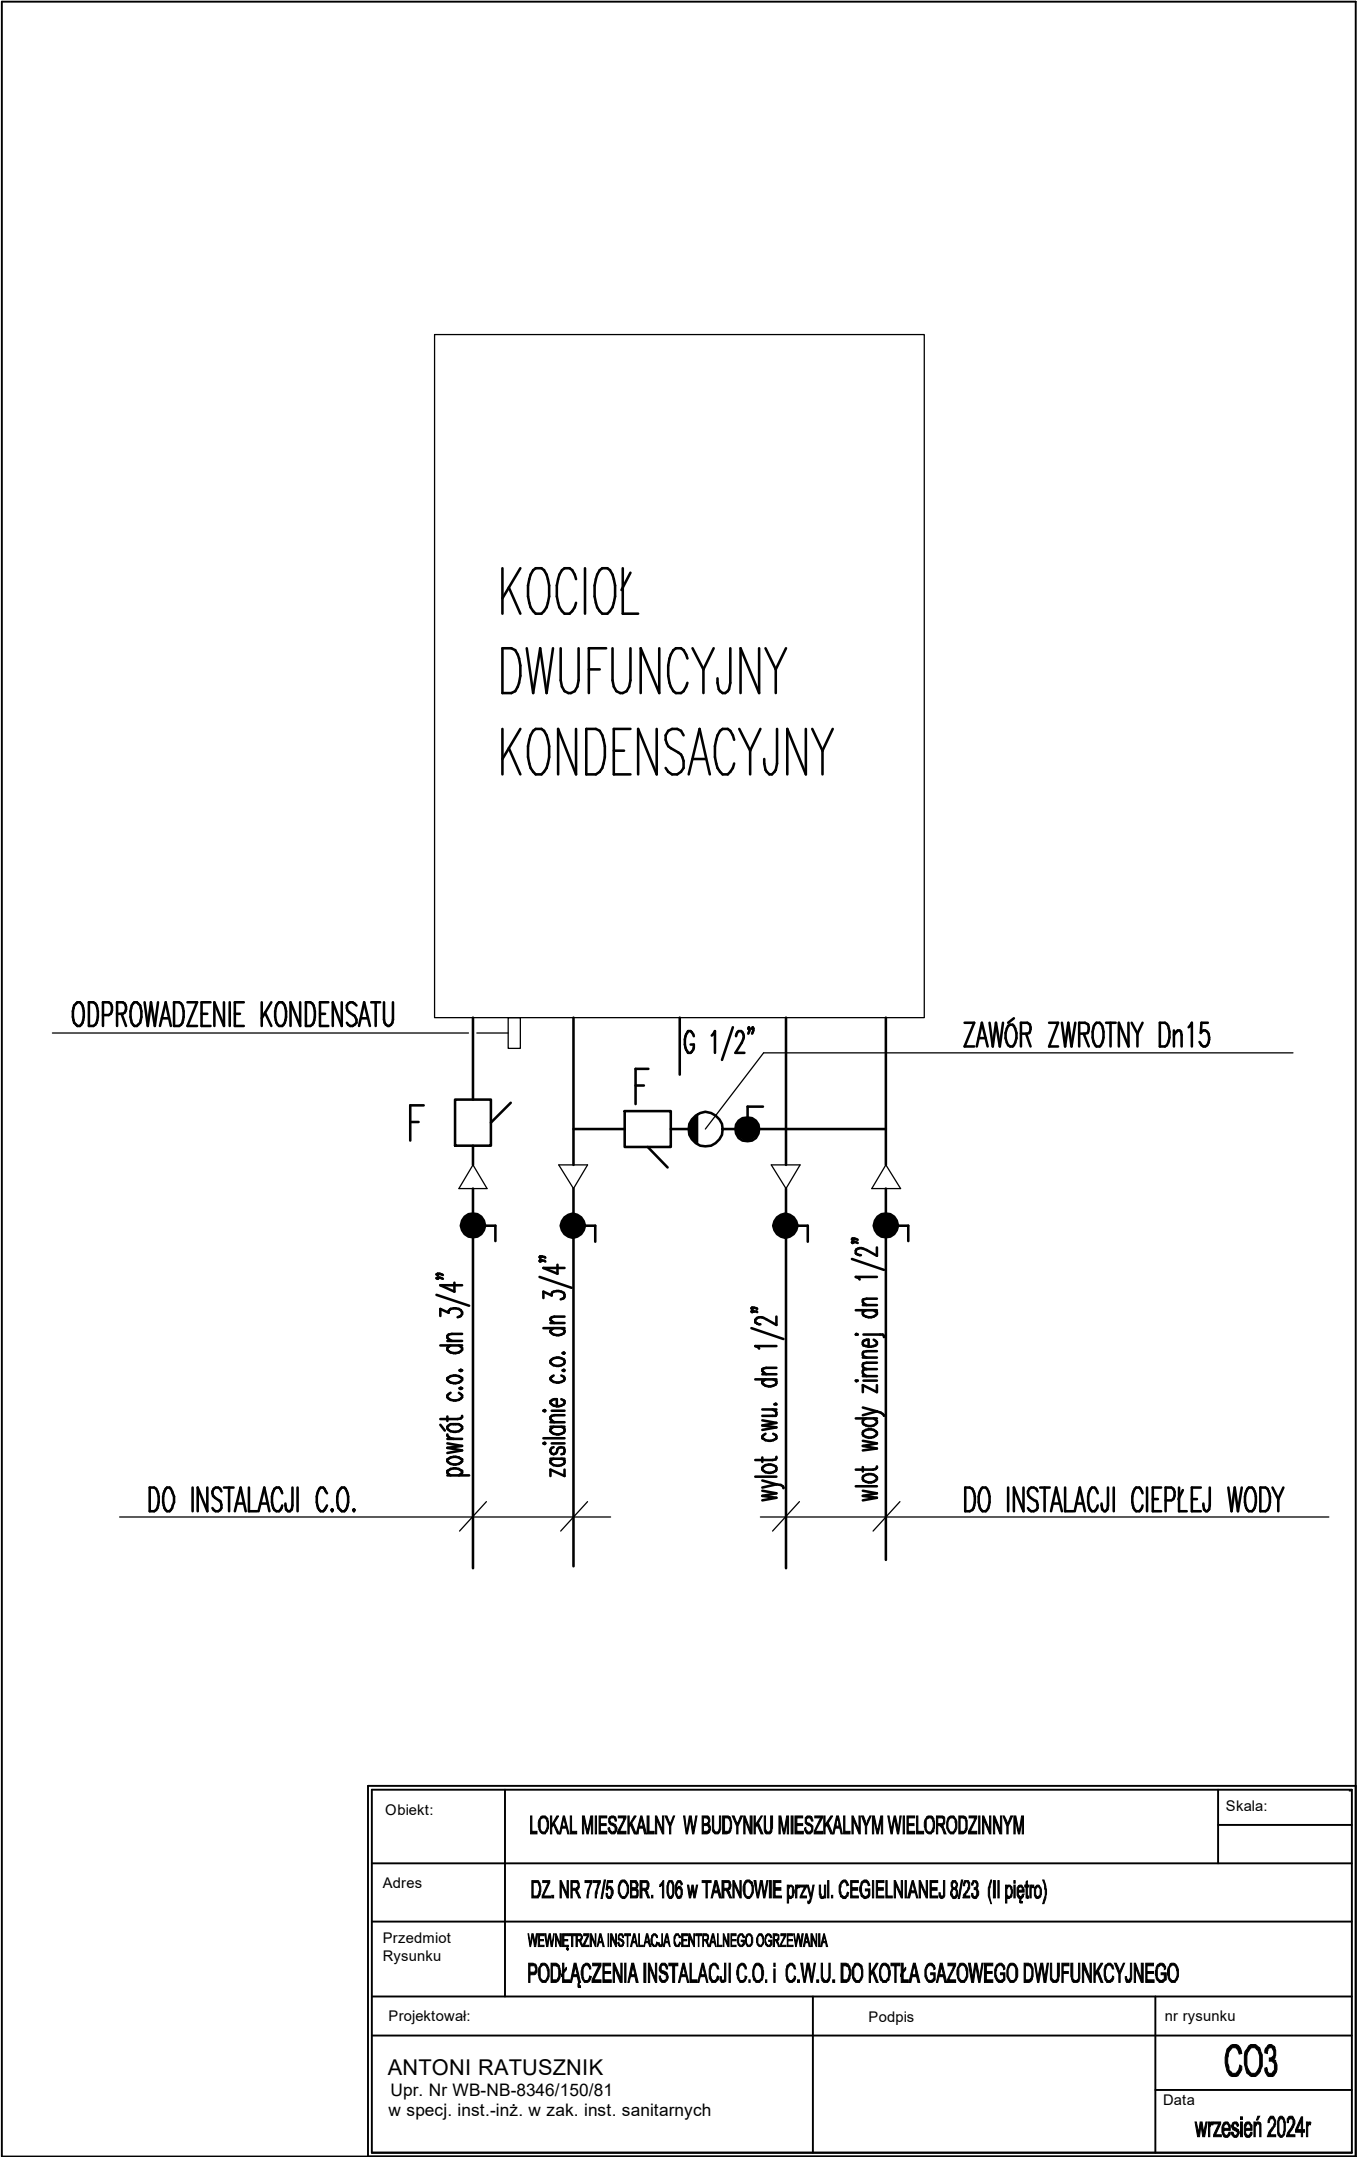 KOCIOŁ
DWUFUNCYJNY
KONDENSACYJNY
ODPROWADZENIE KONDENSATU
G 1/2”
ZAWÓR ZWROTNY Dn15
F
F
powrót c.o. dn 3/4”
zasilanie c.o. dn 3/4”
wylot cwu. dn 1/2”
wlot wody zimnej dn 1/2”
DO INSTALACJI C.O.
DO INSTALACJI CIEPŁEJ WODY
Obiekt:
LOKAL MIESZKALNY W BUDYNKU MIESZKALNYM WIELORODZINNYM
Skala:
Adres
DZ. NR 77/5 OBR. 106 w TARNOWIE przy ul. CEGIELNIANEJ 8/23 (II piętro)
Przedmiot
Rysunku
WEWNĘTRZNA INSTALACJA CENTRALNEGO OGRZEWANIA
PODŁĄCZENIA INSTALACJI C.O. i C.W.U. DO KOTŁA GAZOWEGO DWUFUNKCYJNEGO
Projektował:
Podpis
nr rysunku
ANTONI RATUSZNIK
Upr. Nr WB-NB-8346/150/81
w specj. inst.-inż. w zak. inst. sanitarnych
CO3
Data
wrzesień 2024r